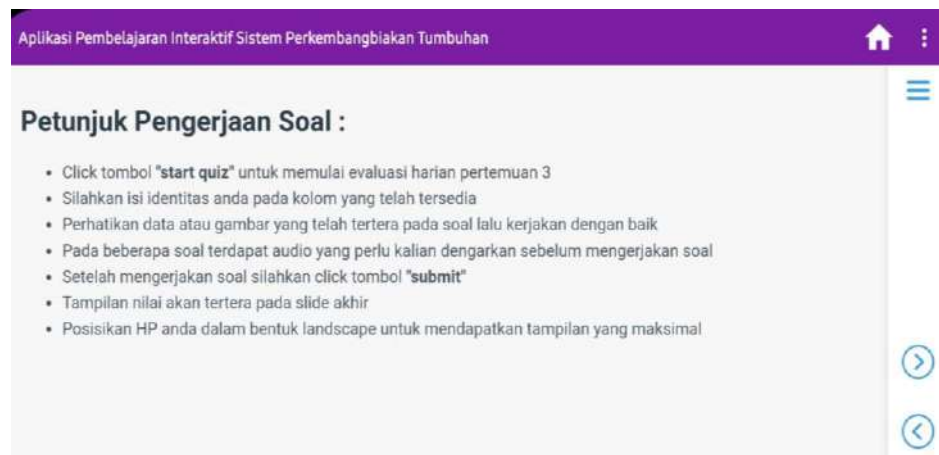 Aplikasi Pembelajaran Interaktif Sistem Perkembangbiakan Tumbuhan
Petunjuk Pengerjaan Soal :
• Click tombol "start quiz" untuk memulai evaluasi harian pertemuan 3
• Silahkan isi identitas anda pada kolom yang telah tersedia
• Perhatikan data atau gambar yang telah tertera pada soal lalu kerjakan dengan baik
• Pada beberapa soal terdapat audio yang perlu kalian dengarkan sebelum mengerjakan soal
• Setelah mengerjakan soal silahkan click tombol "submit"
• Tampilan nilai akan tertera pada slide akhir
• Posisikan HP anda dalam bentuk landscape untuk mendapatkan tampilan yang maksimal